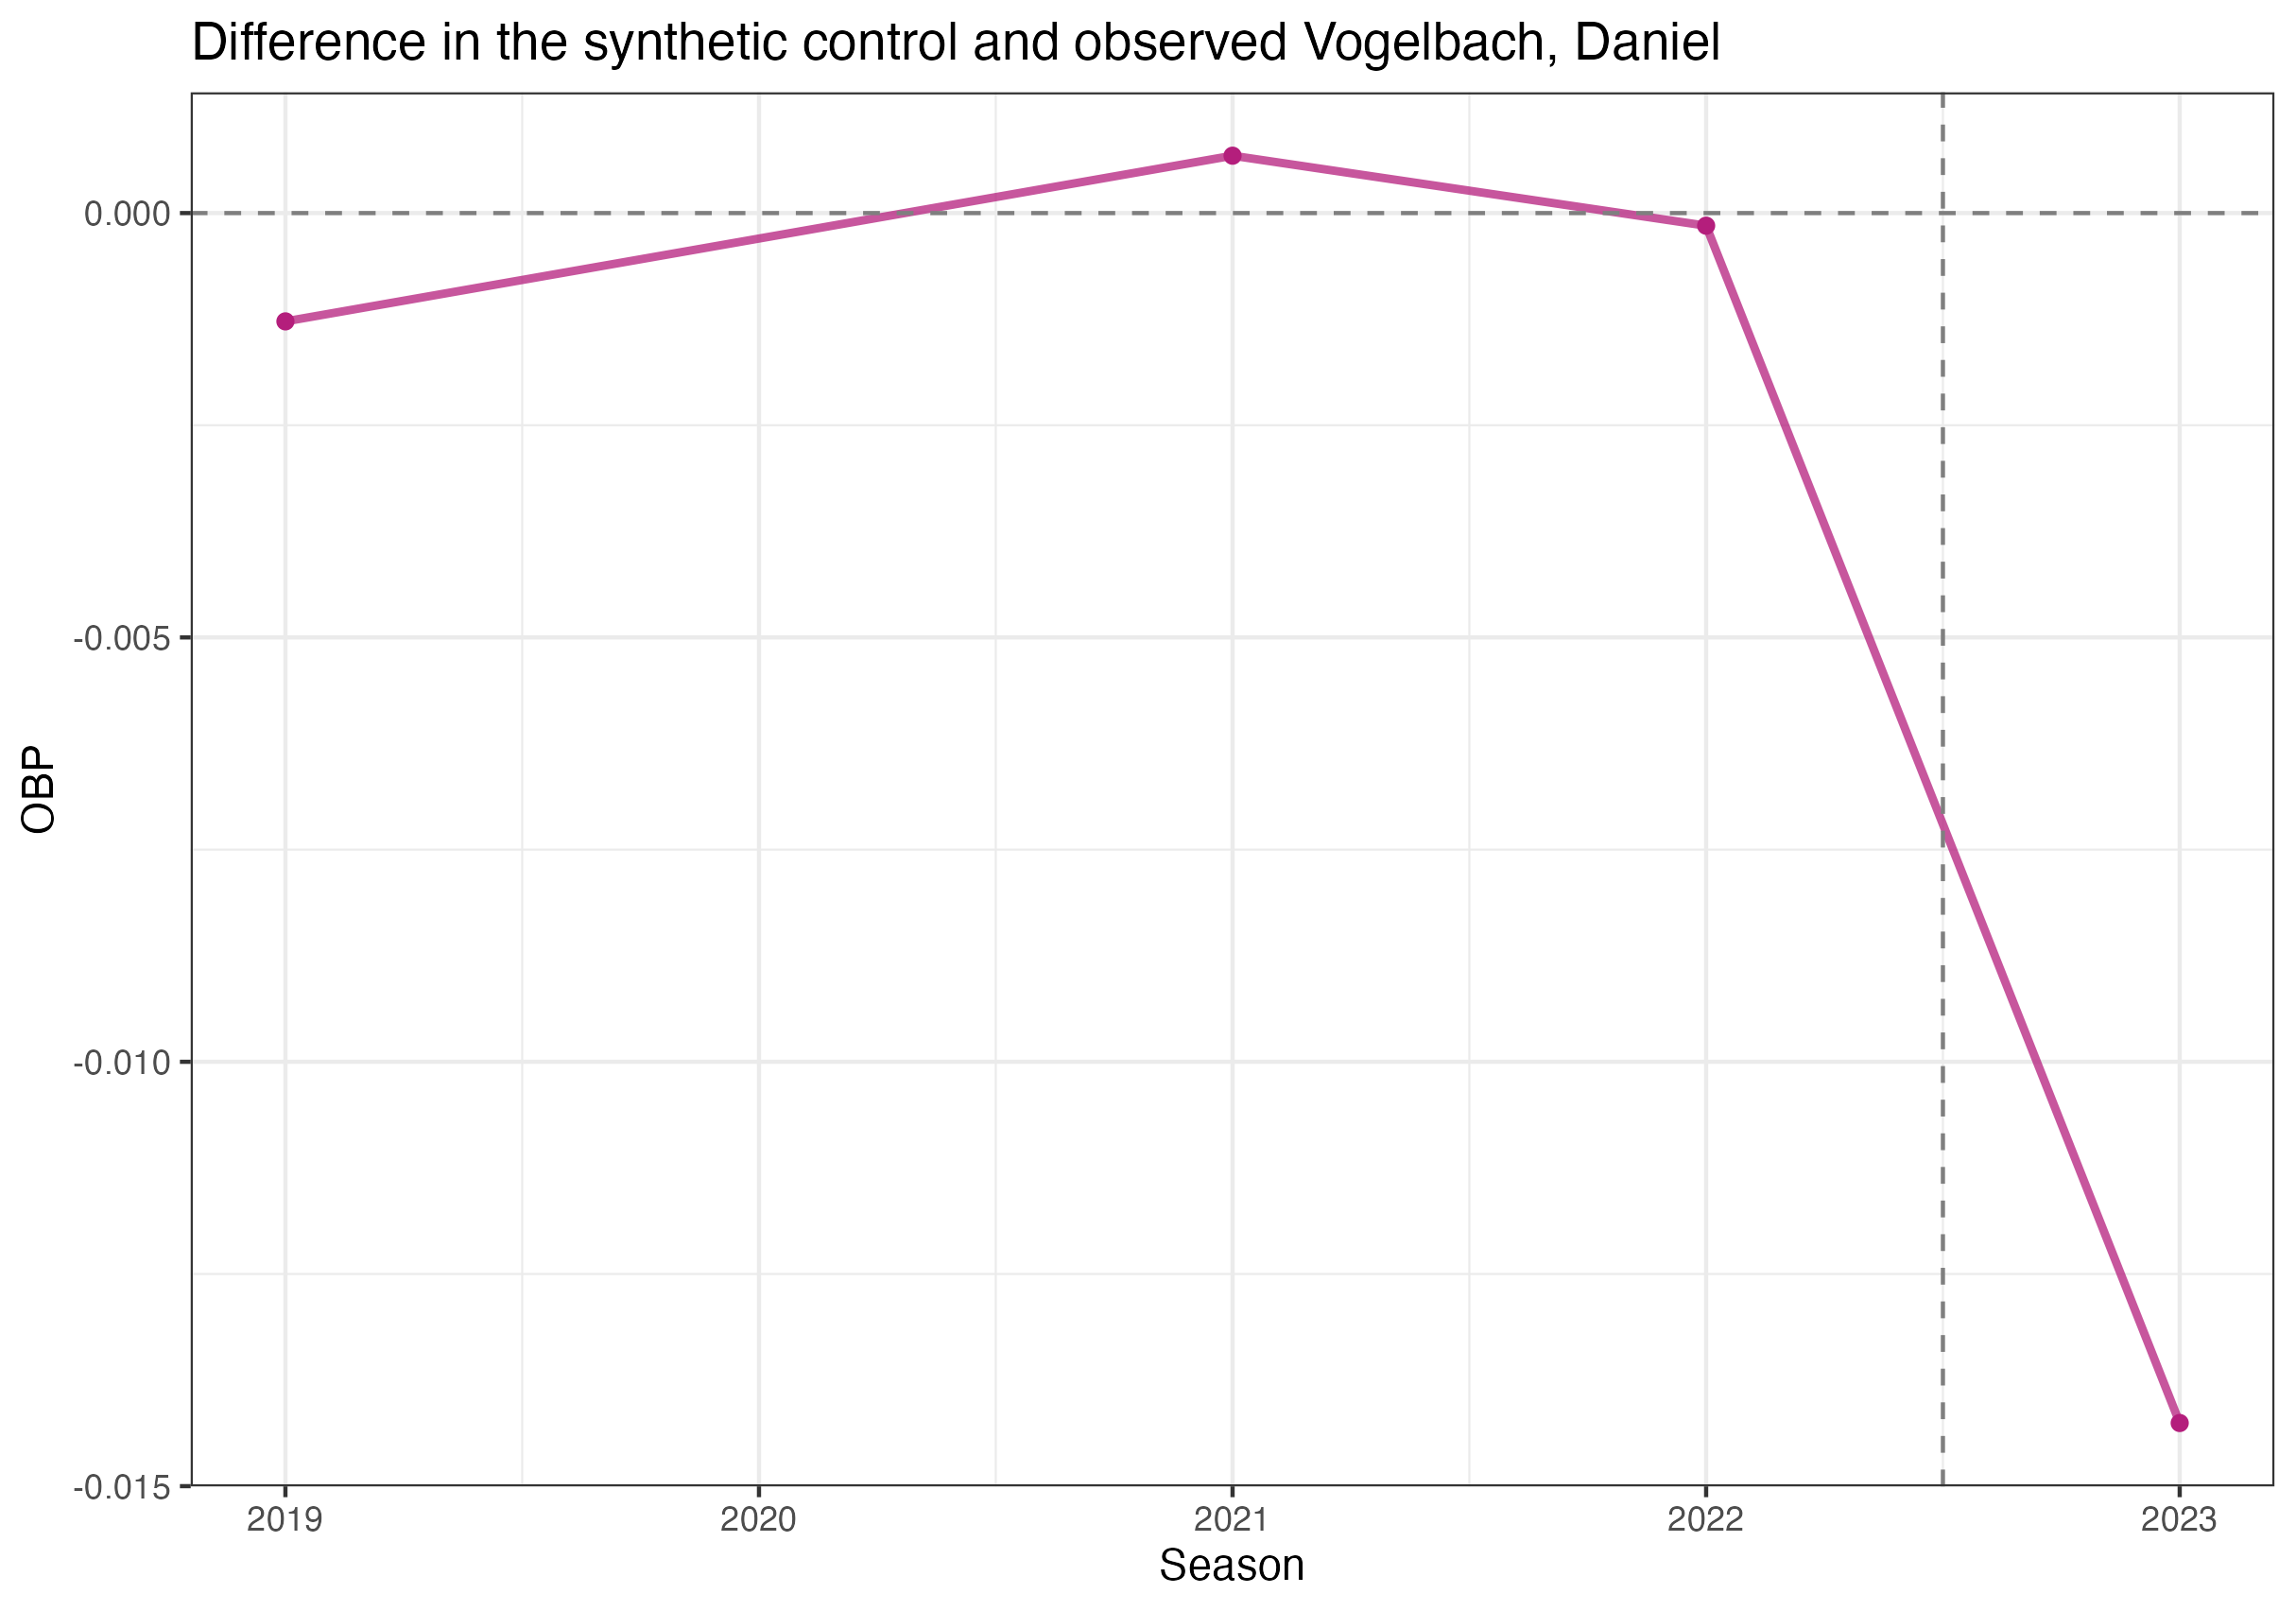 Difference in the synthetic control and observed Vogelbach, Daniel
0.000
-0.005
-0.010
-0.015
OBP
2019 2020 2021 2022 2023
Season